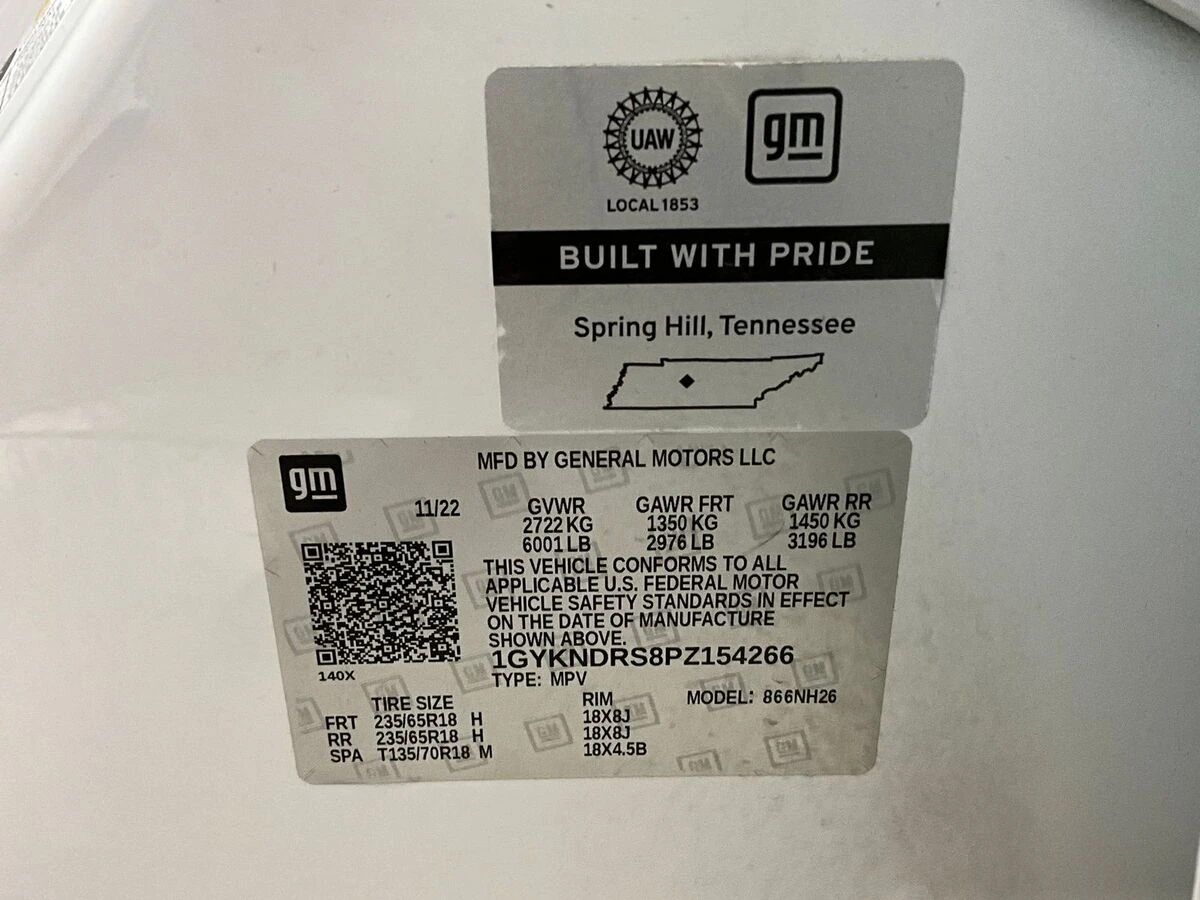 UAW
gm
LOCAL 1853
BUILT WITH PRIDE
Spring Hill, Tennessee
gm
MFD BY GENERAL MOTORS LLC
11/22 GVWR GAWR FRT GAWR RR
2722 KG 1350 KG 1450 KG
6001 LB 2976 LB 3196 LB
THIS VEHICLE CONFORMS TO ALL
APPLICABLE U.S. FEDERAL MOTOR
VEHICLE SAFETY STANDARDS IN EFFECT
ON THE DATE OF MANUFACTURE
SHOWN ABOVE.
1GYKNDRS8PZ154266
140X
TYPE: MPV
TIRE SIZE RIM MODEL: 866NH26
FRT 235/65R18 H 18X8J
RR 235/65R18 H 18X8J
SPA T135/70R18 M 18X4.5B